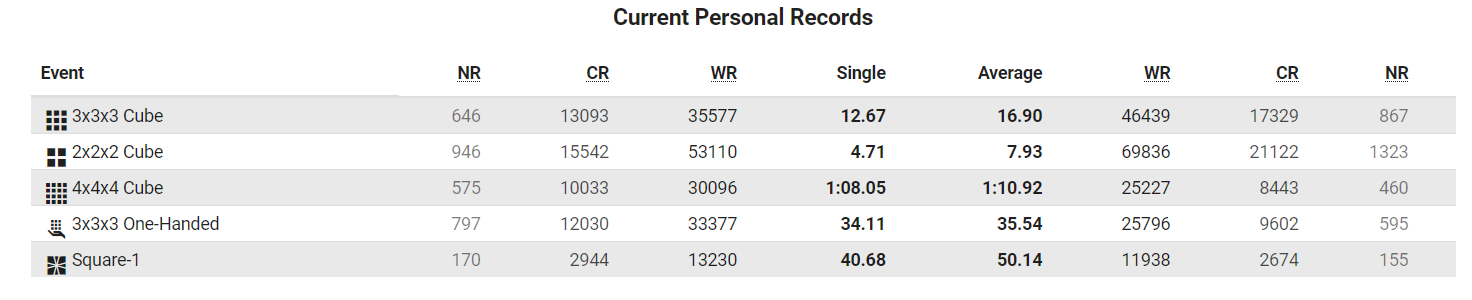 Current Personal Records
Event NR CR WR Single Average WR CR NR
3x3x3 Cube 646 13093 35577 12.67 16.90 46439 17329 867
2x2x2 Cube 946 15542 53110 4.71 7.93 69836 21122 1323
4x4x4 Cube 575 10033 30096 1:08.05 1:10.92 25227 8443 460
3x3x3 One-Handed 797 12030 33377 34.11 35.54 25796 9602 595
Square-1 170 2944 13230 40.68 50.14 11938 2674 155